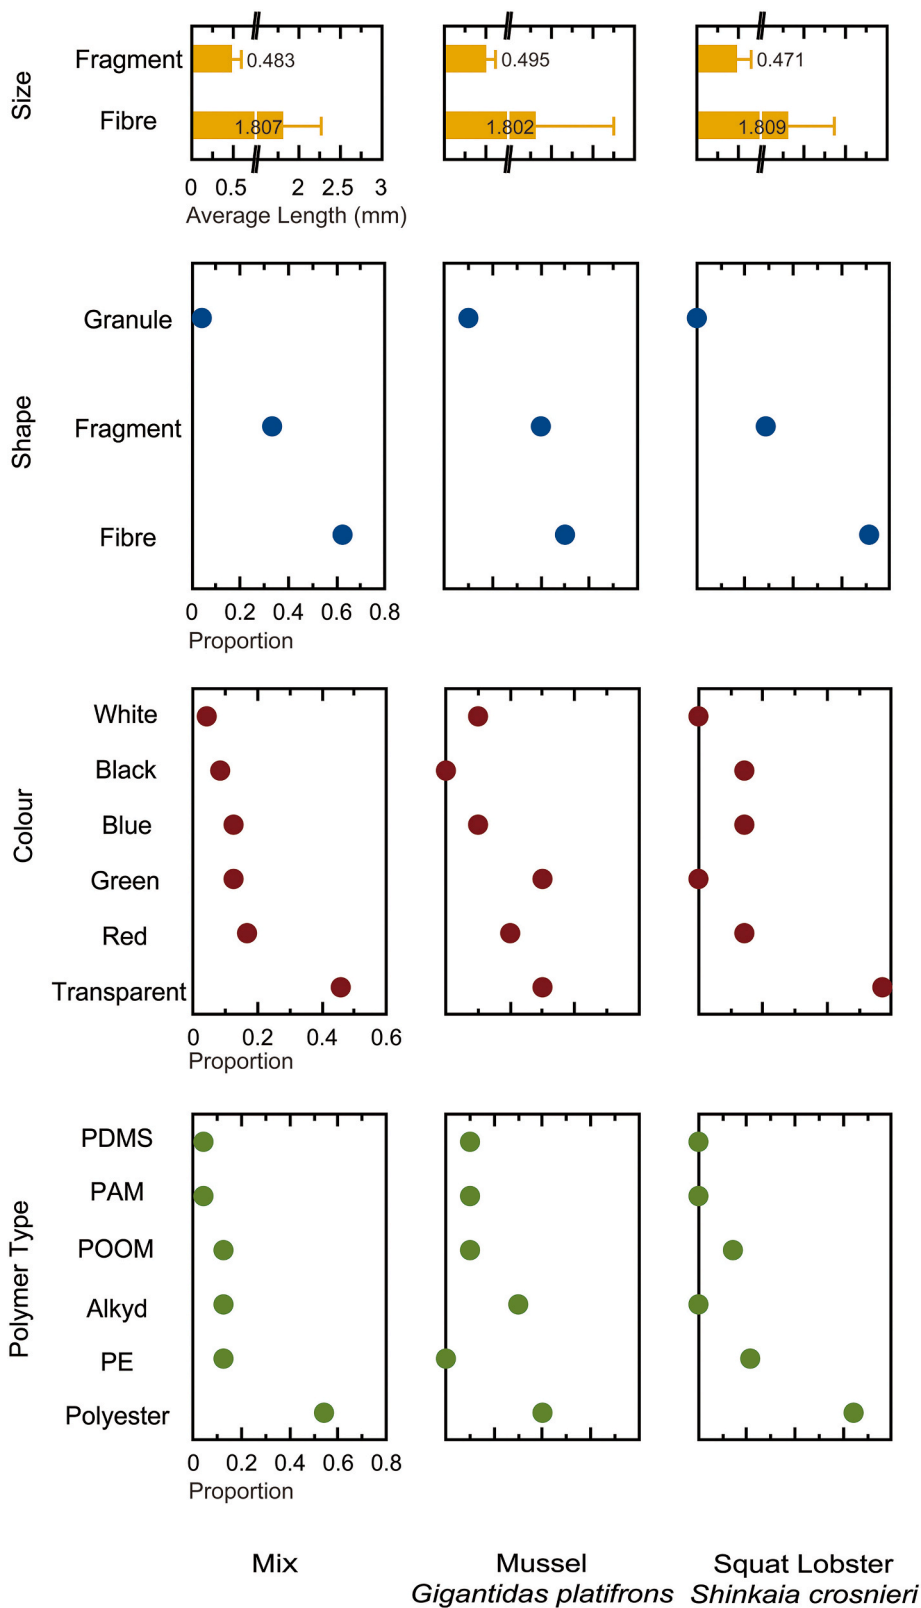 Size
Fragment
0.483
0.495
0.471
Fibre
1.807
1.802
1.809
0 0.5 2 2.5 3
Average Length (mm)
Shape
Granule
Fragment
Fibre
0 0.2 0.4 0.6 0.8
Proportion
Colour
White
Black
Blue
Green
Red
Transparent
0 0.2 0.4 0.6
Proportion
Polymer Type
PDMS
PAM
POOM
Alkyd
PE
Polyester
0 0.2 0.4 0.6 0.8
Proportion
Mix
Mussel
Gigantidas platifrons
Squat Lobster
Shinkaia crosnieri